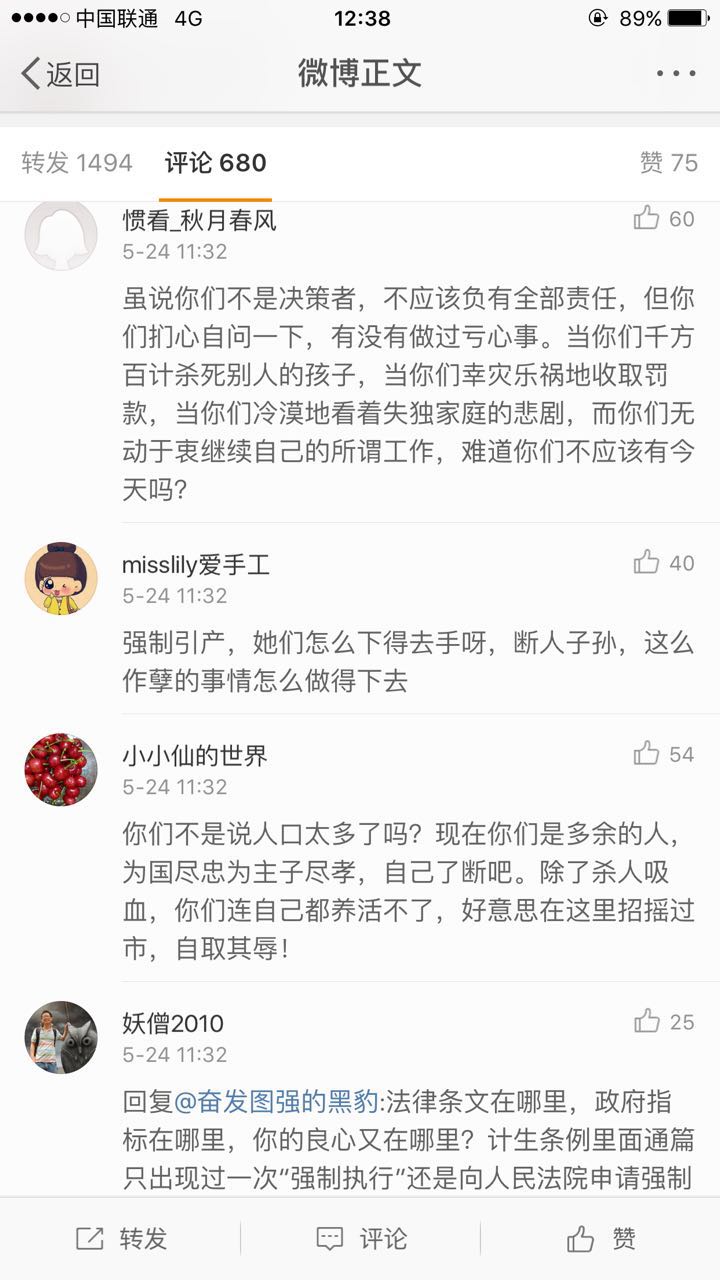 中国联通 4G 12:38 89%
返回 微博正文
转发 1494 评论 680 赞 75
惯看_秋月春风 60
5-24 11:32
虽说你们不是决策者，不应该负有全部责任，但你
们扪心自问一下，有没有做过亏心事。当你们千方
百计杀死别人的孩子，当你们幸灾乐祸地收取罚
款，当你们冷漠地看着失独家庭的悲剧，而你们无
动于衷继续自己的所谓工作，难道你们不应该有今
天吗？
misslily爱手工 40
5-24 11:32
强制引产，她们怎么下得去手呀，断人子孙，这么
作孽的事情怎么做得下去
小小仙的世界 54
5-24 11:32
你们不是说人口太多了吗？现在你们是多余的人，
为国尽忠为主子尽孝，自己了断吧。除了杀人吸
血，你们连自己都养活不了，好意思在这里招摇过
市，自取其辱！
妖僧2010 25
5-24 11:32
回复@奋发图强的黑豹:法律条文在哪里，政府指
标在哪里，你的良心又在哪里？计生条例里面通篇
只出现过一次“强制执行”还是向人民法院申请强制
转发 评论 赞